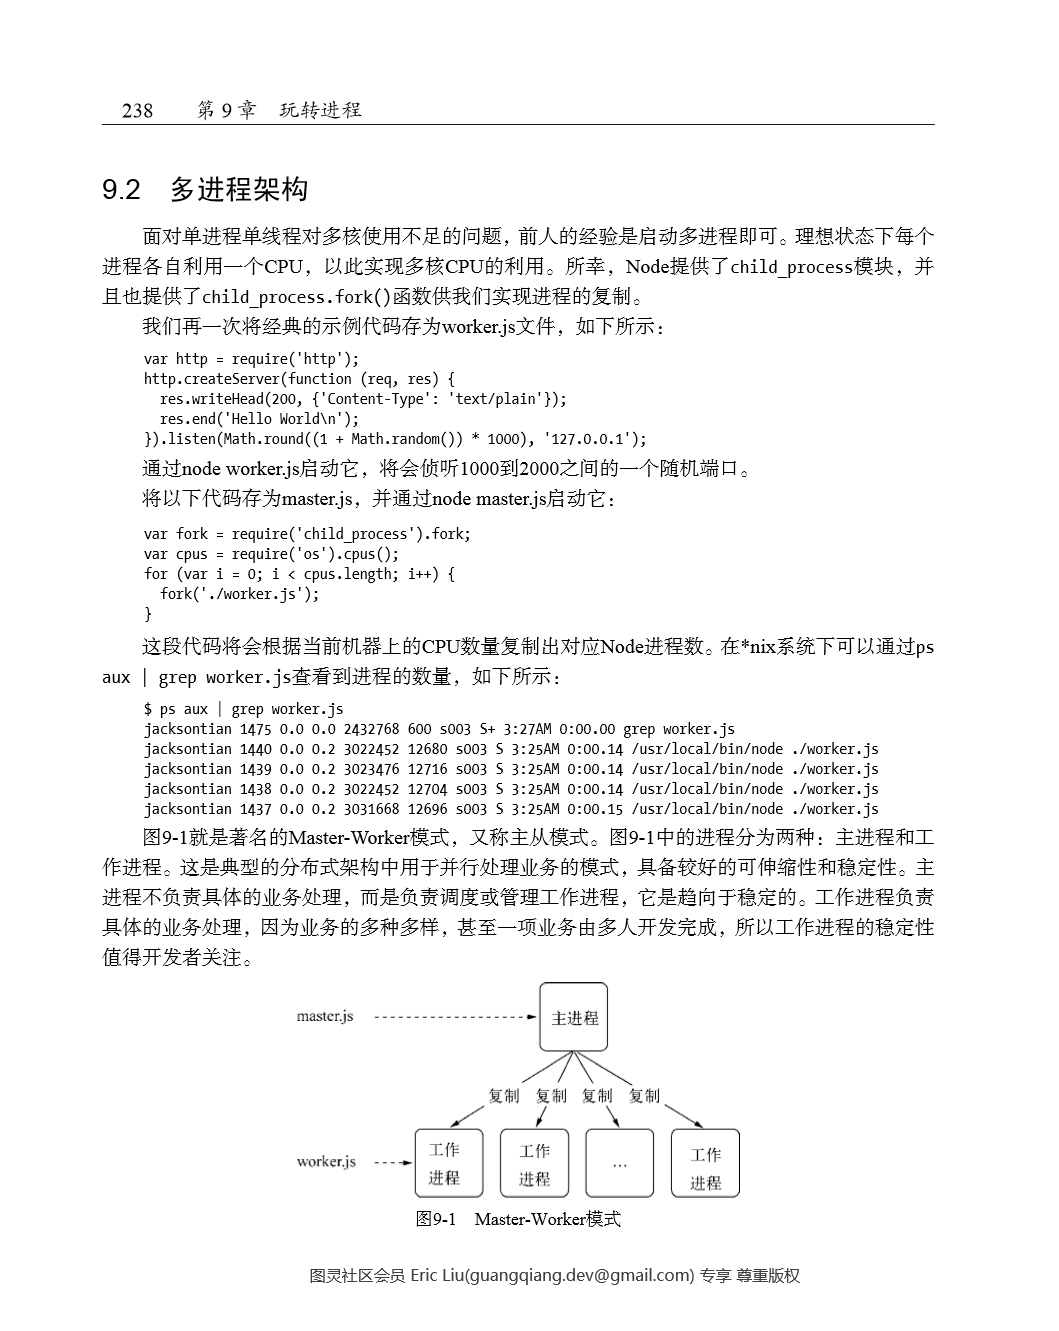 238 第 9 章 玩转进程
9.2 多进程架构
面对单进程单线程对多核使用不足的问题，前人的经验是启动多进程即可。理想状态下每个
进程各自利用一个CPU，以此实现多核CPU的利用。所幸，Node提供了child_process模块，并
且也提供了child_process.fork()函数供我们实现进程的复制。
我们再一次将经典的示例代码存为worker.js文件，如下所示：
var http = require('http');
http.createServer(function (req, res) {
  res.writeHead(200, {'Content-Type': 'text/plain'});
  res.end('Hello World\n');
}).listen(Math.round((1 + Math.random()) * 1000), '127.0.0.1');
通过node worker.js启动它，将会侦听1000到2000之间的一个随机端口。
将以下代码存为master.js，并通过node master.js启动它：
var fork = require('child_process').fork;
var cpus = require('os').cpus();
for (var i = 0; i < cpus.length; i++) {
  fork('./worker.js');
}
这段代码将会根据当前机器上的CPU数量复制出对应Node进程数。在*nix系统下可以通过ps
aux | grep worker.js查看到进程的数量，如下所示：
$ ps aux | grep worker.js
jacksontian 1475 0.0 0.0 2432768 600 s003 S+ 3:27AM 0:00.00 grep worker.js
jacksontian 1440 0.0 0.2 3022452 12680 s003 S 3:25AM 0:00.14 /usr/local/bin/node ./worker.js
jacksontian 1439 0.0 0.2 3023476 12716 s003 S 3:25AM 0:00.14 /usr/local/bin/node ./worker.js
jacksontian 1438 0.0 0.2 3022452 12704 s003 S 3:25AM 0:00.14 /usr/local/bin/node ./worker.js
jacksontian 1437 0.0 0.2 3031668 12696 s003 S 3:25AM 0:00.15 /usr/local/bin/node ./worker.js
图9-1就是著名的Master-Worker模式，又称主从模式。图9-1中的进程分为两种：主进程和工
作进程。这是典型的分布式架构中用于并行处理业务的模式，具备较好的可伸缩性和稳定性。主
进程不负责具体的业务处理，而是负责调度或管理工作进程，它是趋向于稳定的。工作进程负责
具体的业务处理，因为业务的多种多样，甚至一项业务由多人开发完成，所以工作进程的稳定性
值得开发者关注。
master.js
主进程
复制 复制 复制 复制
worker.js
工作
进程
工作
进程
…
工作
进程
图9-1 Master-Worker模式
图灵社区会员 Eric Liu(guangqiang.dev@gmail.com) 专享 尊重版权